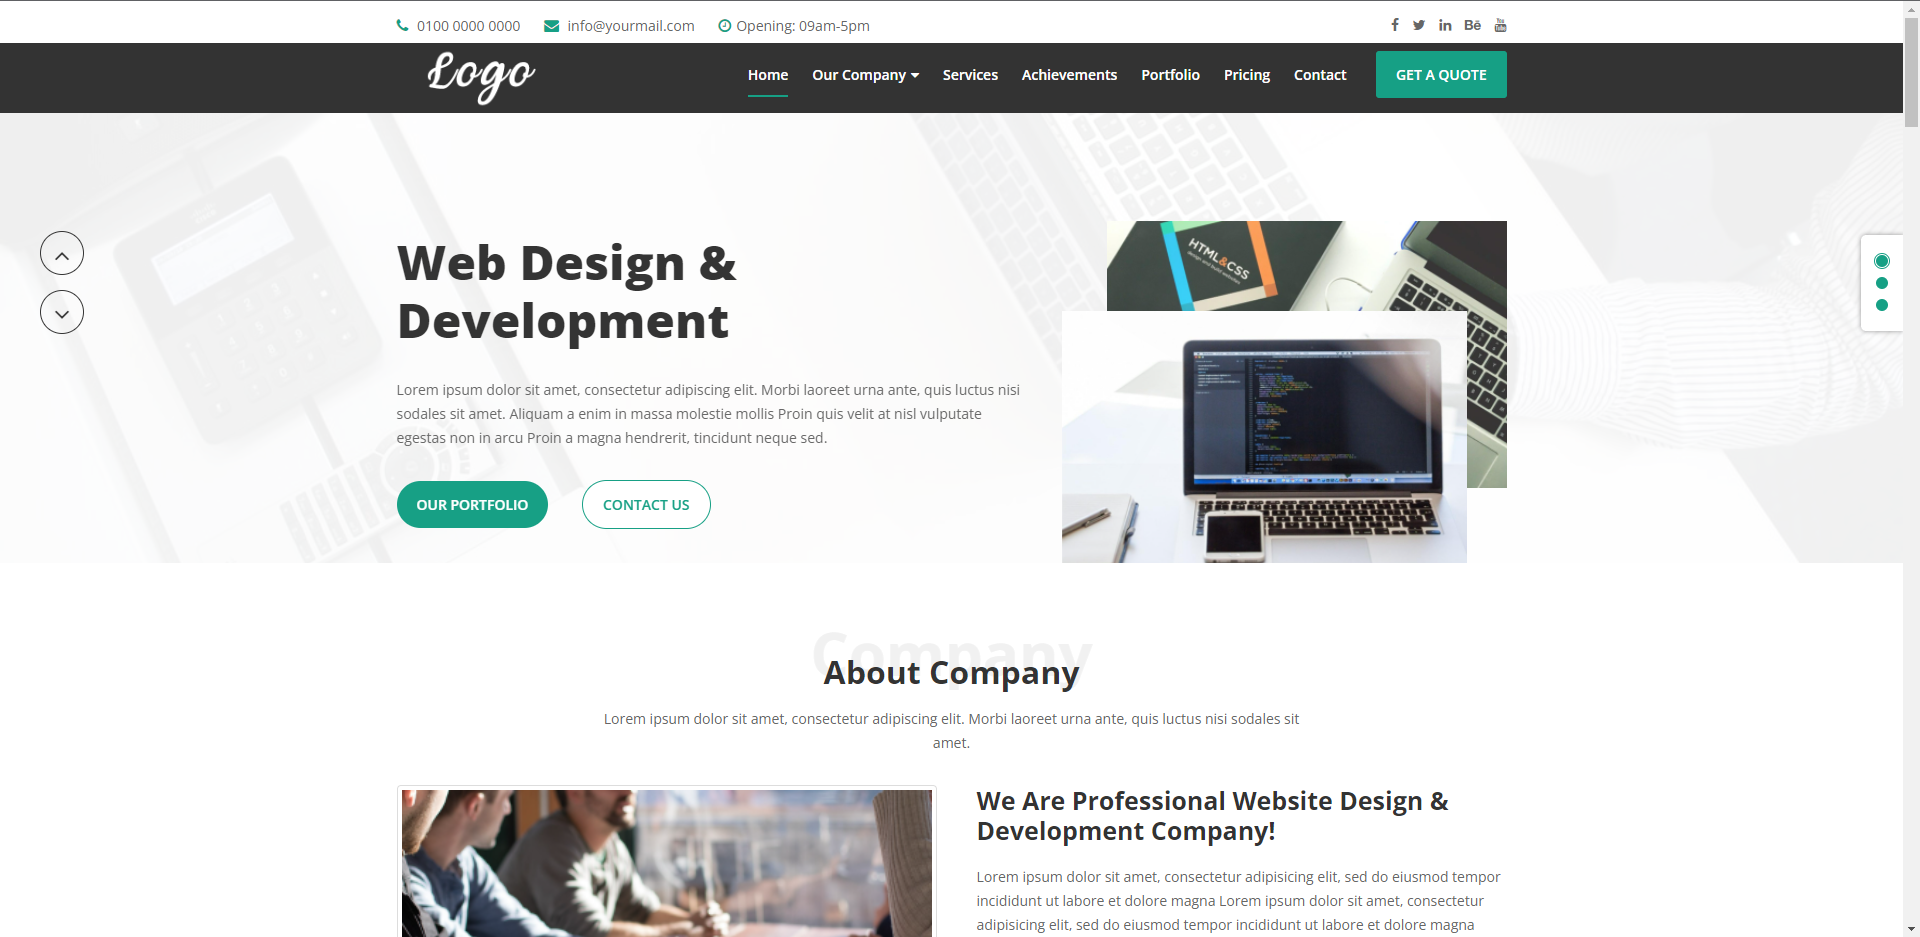 0100 0000 0000 info@yourmail.com Opening: 09am-5pm
Logo Home Our Company Services Achievements Portfolio Pricing Contact GET A QUOTE
Web Design &
Development
HTML&CSS
design and build websites
Lorem ipsum dolor sit amet, consectetur adipiscing elit. Morbi laoreet urna ante, quis luctus nisi
sodales sit amet. Aliquam a enim in massa molestie mollis Proin quis velit at nisl vulputate
egestas non in arcu Proin a magna hendrerit, tincidunt neque sed.
OUR PORTFOLIO CONTACT US
Company
About Company
Lorem ipsum dolor sit amet, consectetur adipiscing elit. Morbi laoreet urna ante, quis luctus nisi sodales sit
amet.
We Are Professional Website Design &
Development Company!
Lorem ipsum dolor sit amet, consectetur adipisicing elit, sed do eiusmod tempor
incididunt ut labore et dolore magna Lorem ipsum dolor sit amet, consectetur
adipisicing elit, sed do eiusmod tempor incididunt ut labore et dolore magna